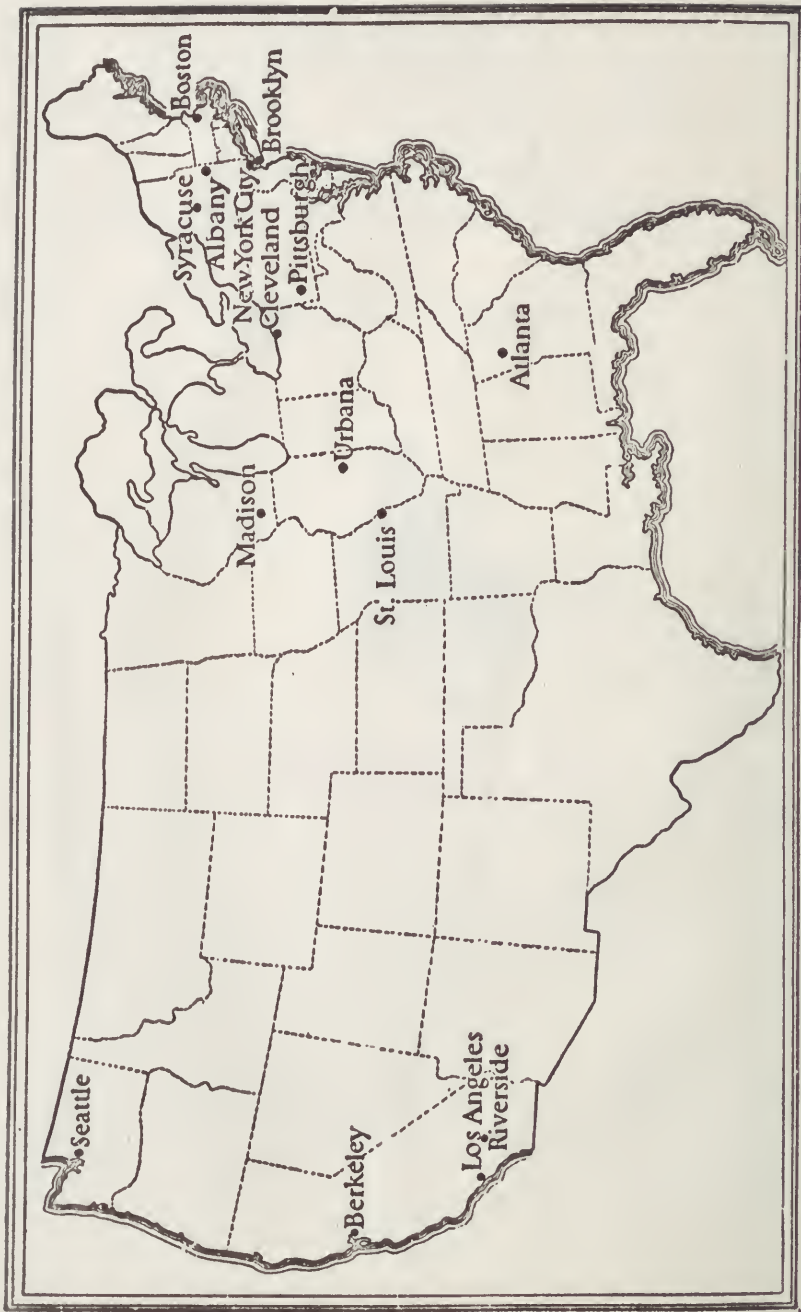 Seattle
Berkeley
Los Angeles
Riverside
Madison
St. Louis
Urbana
Atlanta
Syracuse
Albany
New York City
Cleveland
Pittsburgh
Boston
Brooklyn